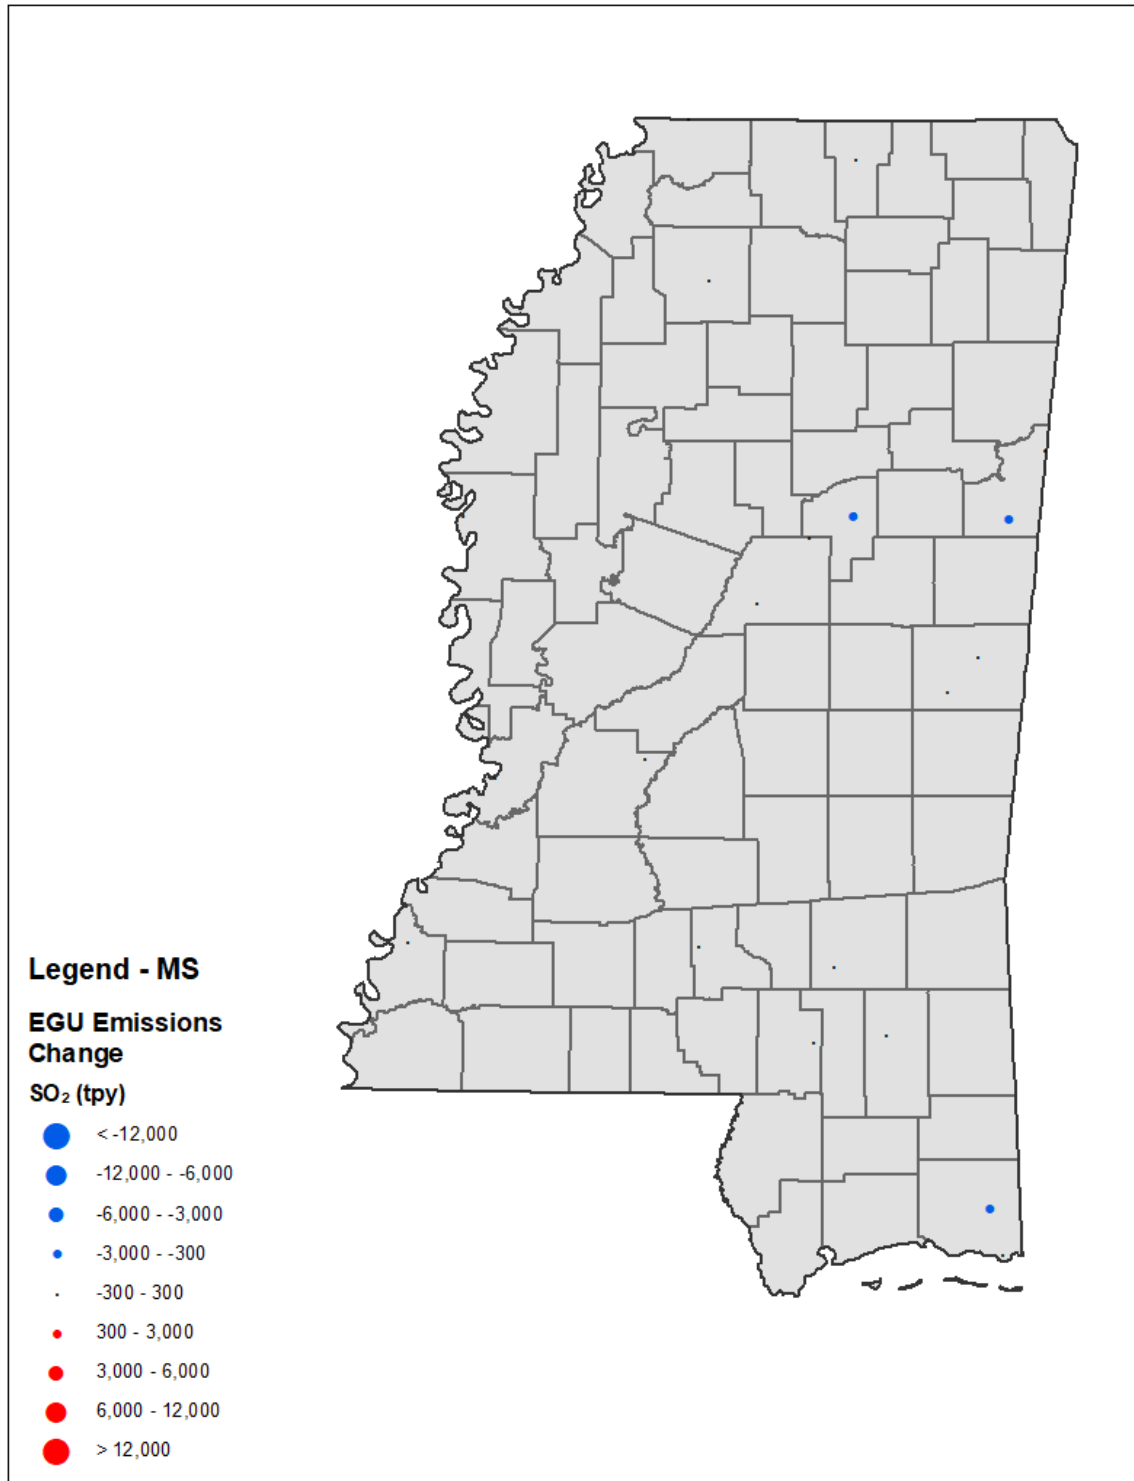 Legend - MS
EGU Emissions
Change
SO₂ (tpy)
< -12,000
-12,000 - -6,000
-6,000 - -3,000
-3,000 - -300
-300 - 300
300 - 3,000
3,000 - 6,000
6,000 - 12,000
> 12,000